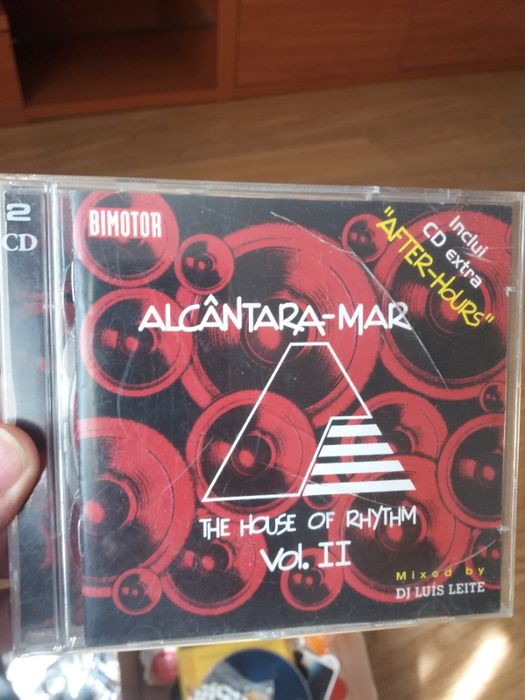 2
CD
BIMOTOR
Inclui
CD extra
"AFTER-HOURS"
ALCÂNTARA-MAR
THE HOUSE OF RHYTHM
VOL. II
Mixed by
DJ LUÍS LEITE